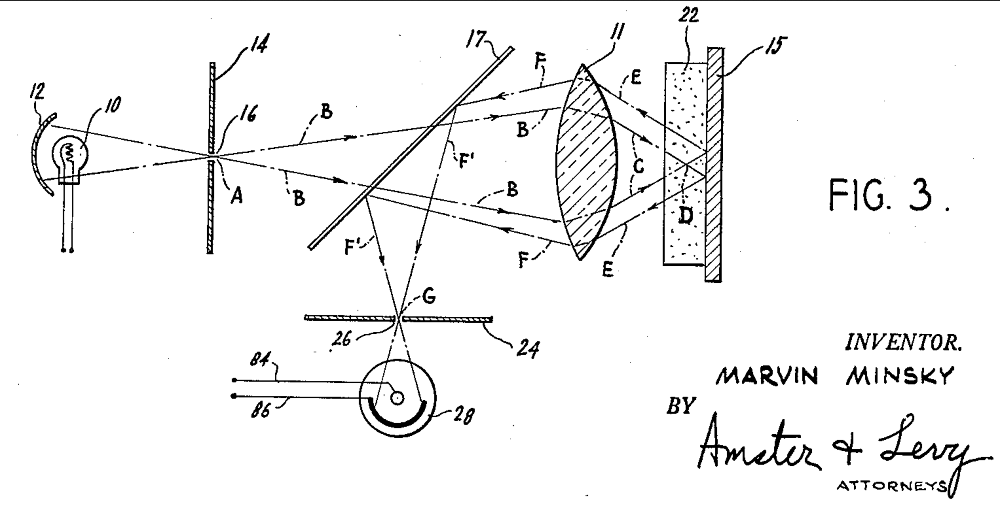 22
11
15
17
14
F
E
12
10
16
B
B
F'
C
A
B
B
D
F'
F
E
FIG. 3.
G
26
24
84
86
28
INVENTOR.
MARVIN MINSKY
BY
Amster & Levy
ATTORNEYS